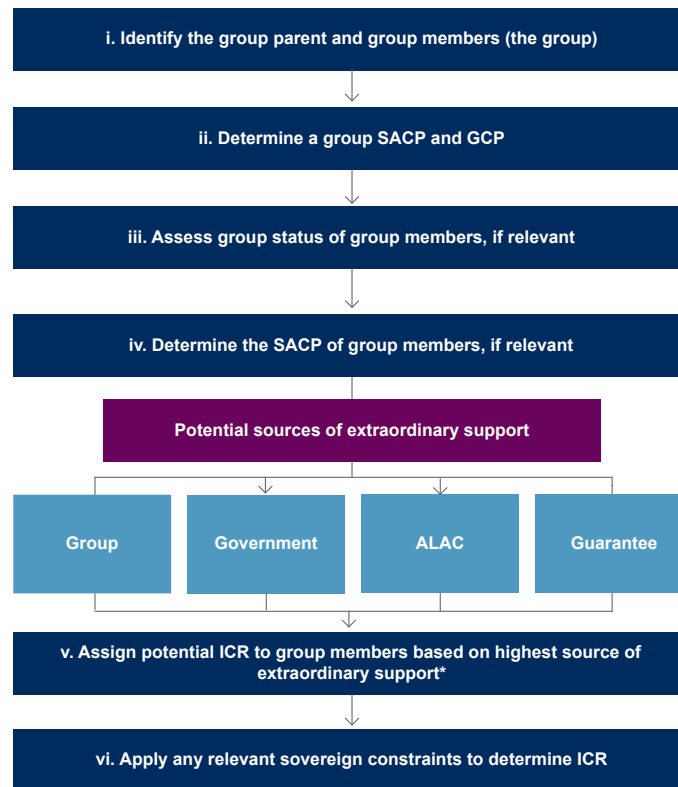 i. Identify the group parent and group members (the group)
ii. Determine a group SACP and GCP
iii. Assess group status of group members, if relevant
iv. Determine the SACP of group members, if relevant
Potential sources of extraordinary support
Group
Government
ALAC
Guarantee
v. Assign potential ICR to group members based on highest source of
extraordinary support*
vi. Apply any relevant sovereign constraints to determine ICR